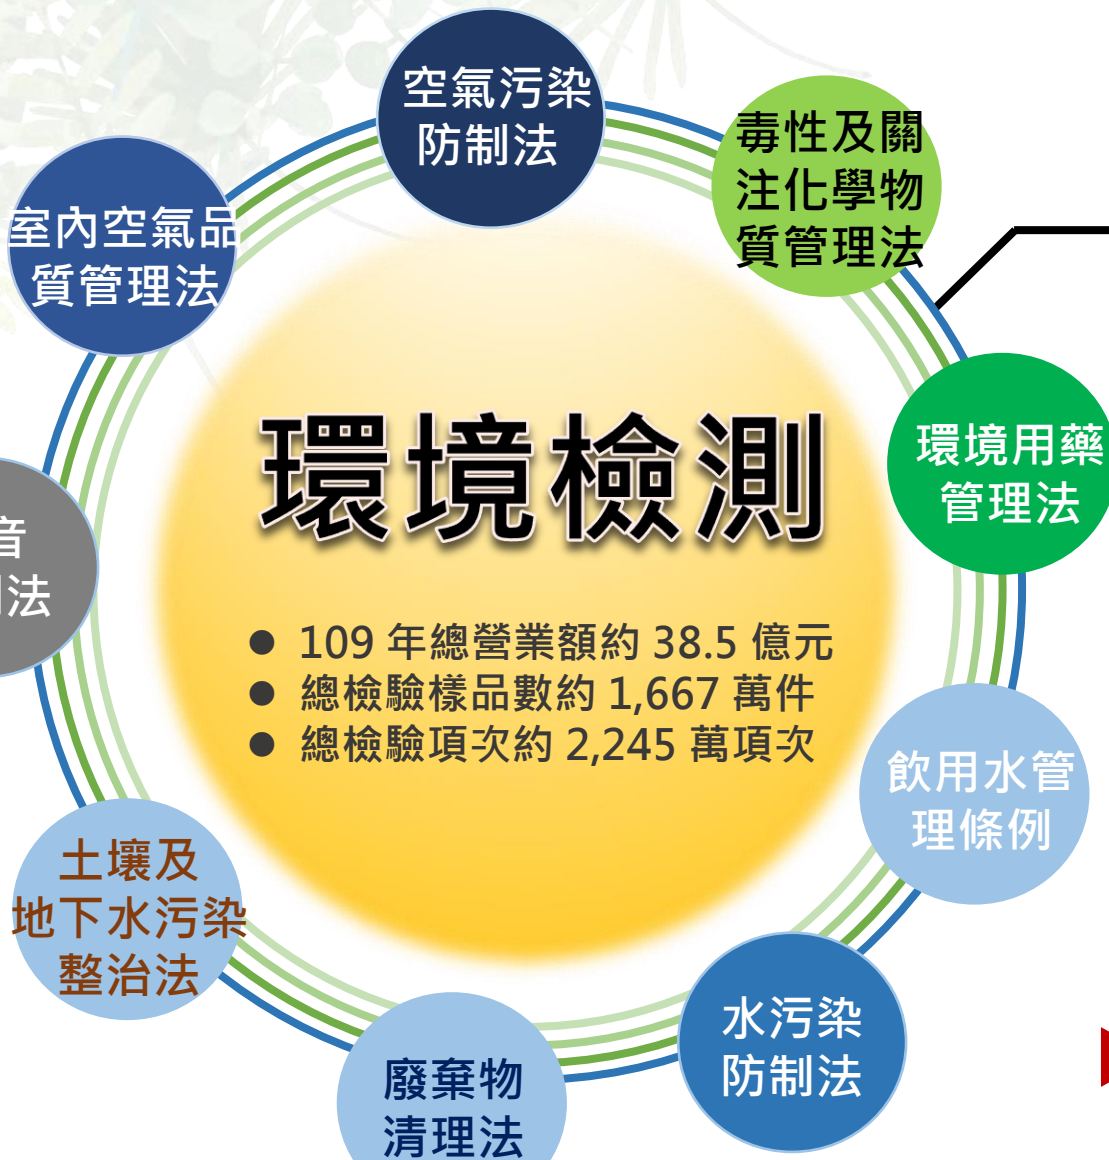 空氣污染
防制法
毒性及關
注化學物
質管理法
室內空氣品
質管理法
環境用藥
管理法
環境檢測
音
法
● 109 年總營業額約 38.5 億元
● 總檢驗樣品數約 1,667 萬件
● 總檢驗項次約 2,245 萬項次
飲用水管
理條例
土壤及
地下水污染
整治法
水污染
防制法
廢棄物
清理法